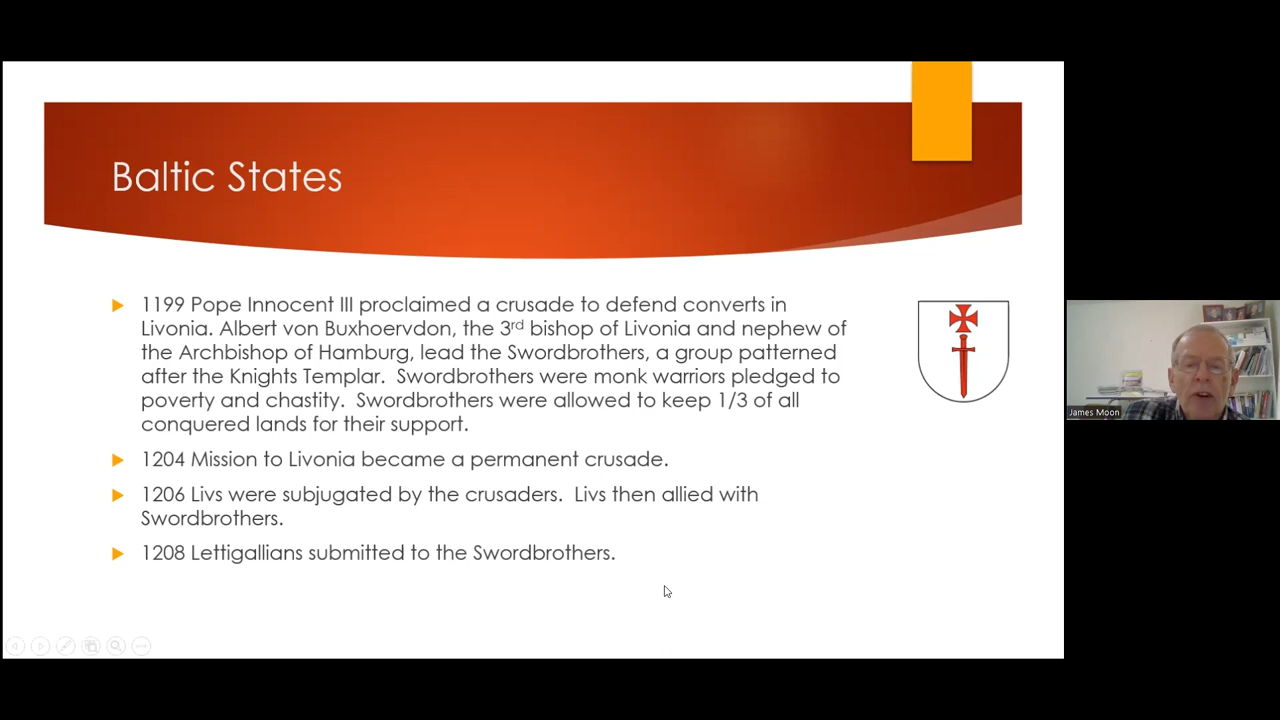 Baltic States
1199 Pope Innocent III proclaimed a crusade to defend converts in
Livonia. Albert von Buxhoervdon, the 3rd bishop of Livonia and nephew of
the Archbishop of Hamburg, lead the Swordbrothers, a group patterned
after the Knights Templar.  Swordbrothers were monk warriors pledged to
poverty and chastity.  Swordbrothers were allowed to keep 1/3 of all
conquered lands for their support.
1204 Mission to Livonia became a permanent crusade.
1206 Livs were subjugated by the crusaders.  Livs then allied with
Swordbrothers.
1208 Lettigallians submitted to the Swordbrothers.
James Moon